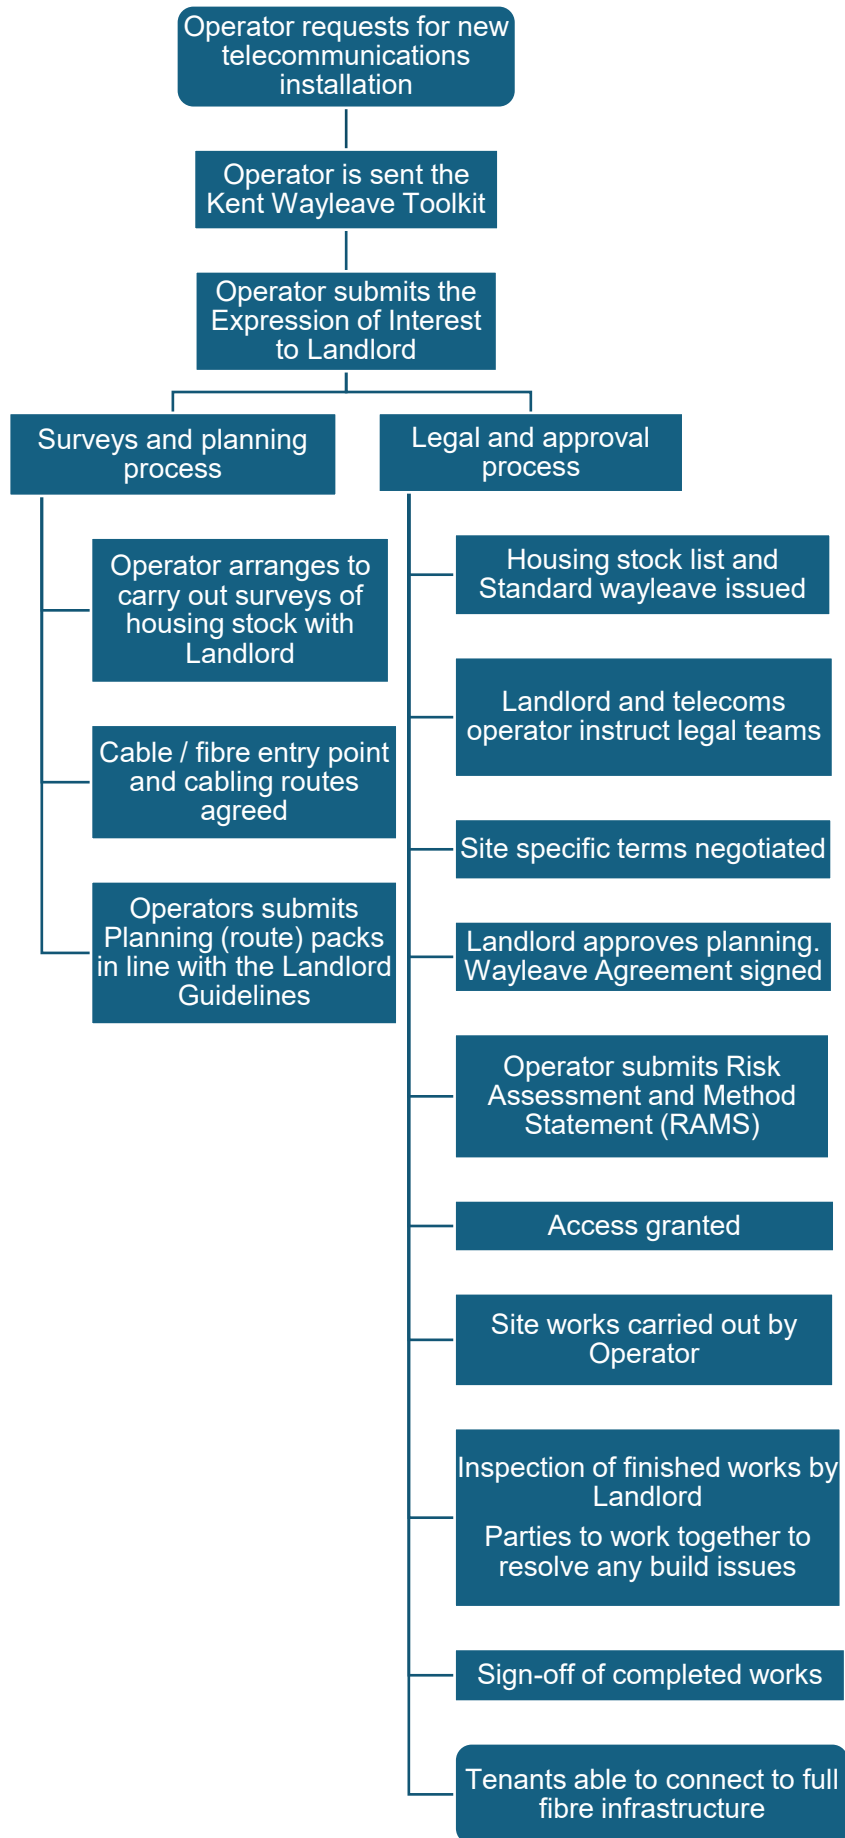 Operator requests for new
telecommunications
installation
Operator is sent the
Kent Wayleave Toolkit
Operator submits the
Expression of Interest
to Landlord
Surveys and planning
process
Operator arranges to
carry out surveys of
housing stock with
Landlord
Cable / fibre entry point
and cabling routes
agreed
Operators submits
Planning (route) packs
in line with the Landlord
Guidelines
Legal and approval
process
Housing stock list and
Standard wayleave issued
Landlord and telecoms
operator instruct legal teams
Site specific terms negotiated
Landlord approves planning.
Wayleave Agreement signed
Operator submits Risk
Assessment and Method
Statement (RAMS)
Access granted
Site works carried out by
Operator
Inspection of finished works by
Landlord
Parties to work together to
resolve any build issues
Sign-off of completed works
Tenants able to connect to full
fibre infrastructure